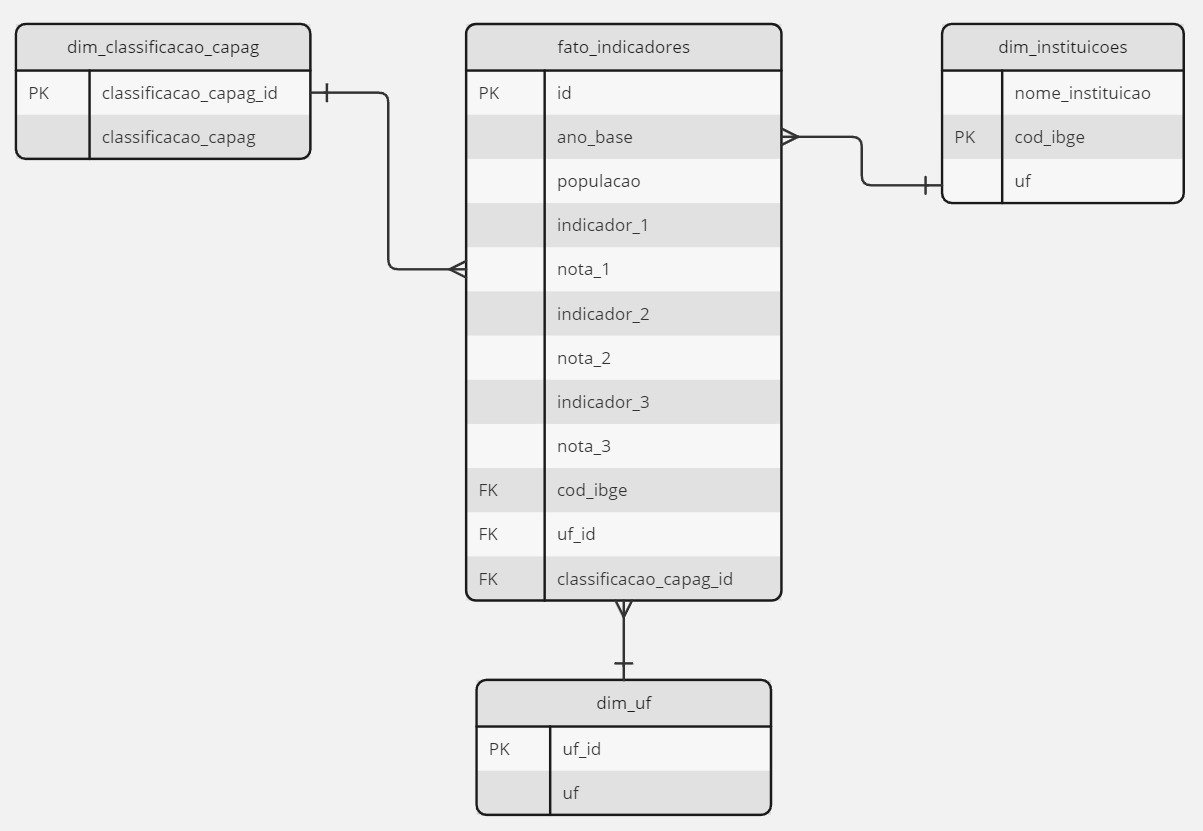 dim_classificacao_capag
PK classificacao_capag_id
classificacao_capag
fato_indicadores
PK id
ano_base
populacao
indicador_1
nota_1
indicador_2
nota_2
indicador_3
nota_3
FK cod_ibge
FK uf_id
FK classificacao_capag_id
dim_instituicoes
nome_instituicao
PK cod_ibge
uf
dim_uf
PK uf_id
uf